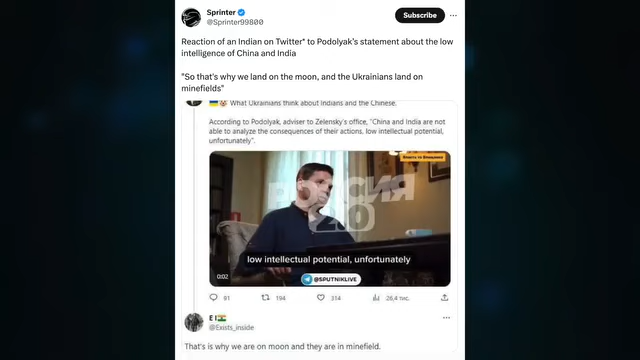 Sprinter
@Sprinter99800
Subscribe
Reaction of an Indian on Twitter* to Podolyak's statement about the low
intelligence of China and India
"So that's why we land on the moon, and the Ukrainians land on
minefields"
What Ukrainians think about Indians and the Chinese.
According to Podolyak, adviser to Zelensky's office, "China and India are not
able to analyze the consequences of their actions, low intellectual potential,
unfortunately".
РОССИЯ
2.0
low intellectual potential, unfortunately
0:02
@SPUTNIKLIVE
81
194
314
26,4 тис.
E I
@Exists_inside
That's is why we are on moon and they are in minefield.